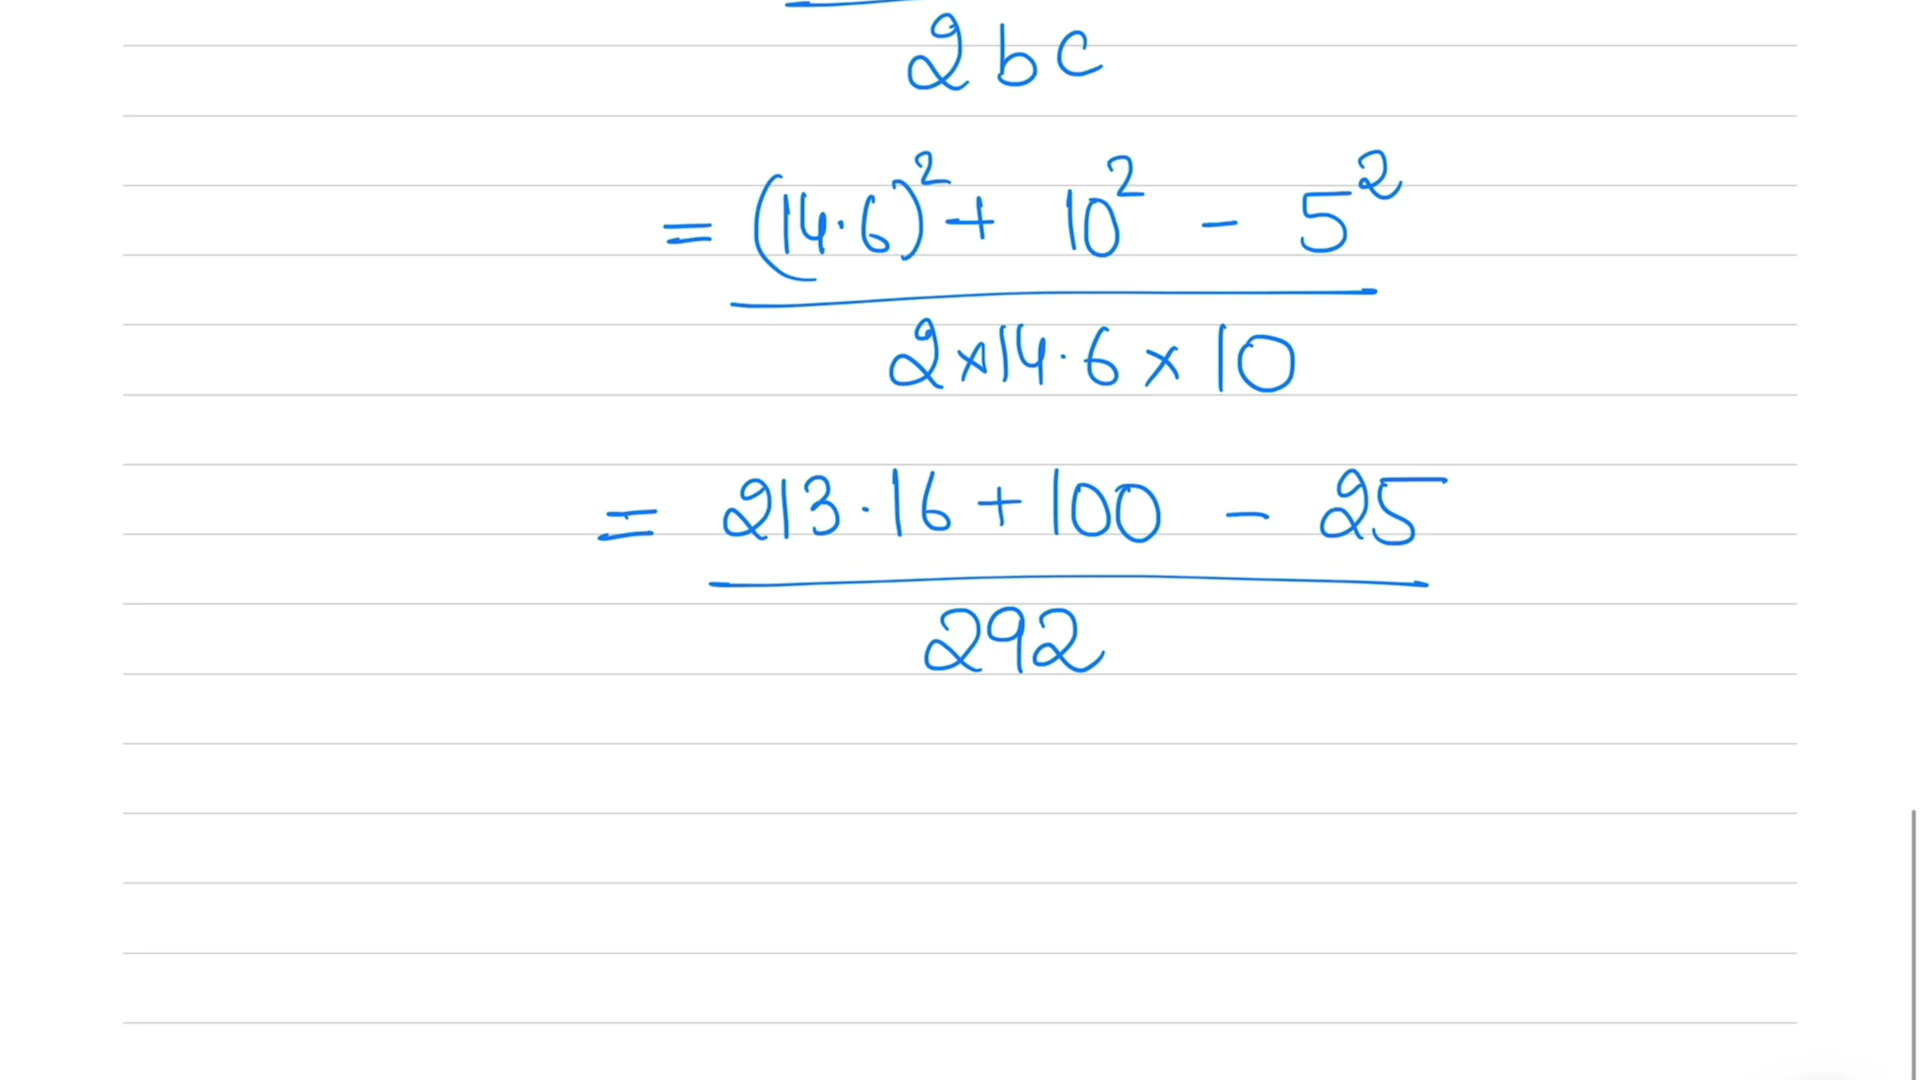 2bc
= (14.6)² + 10² - 5²
2×14.6×10
= 213.16 + 100 - 25
292